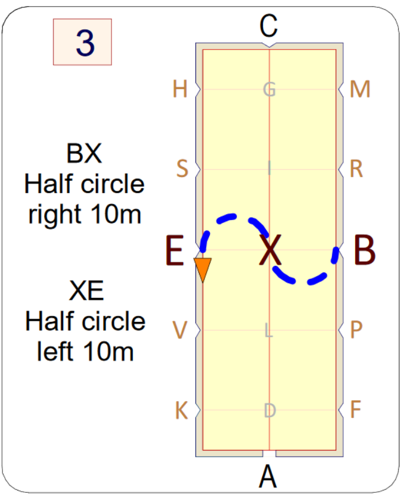 3
C
H G M
BX
Half circle
right 10m
S I R
E X B
XE
Half circle
left 10m
V L P
K D F
A